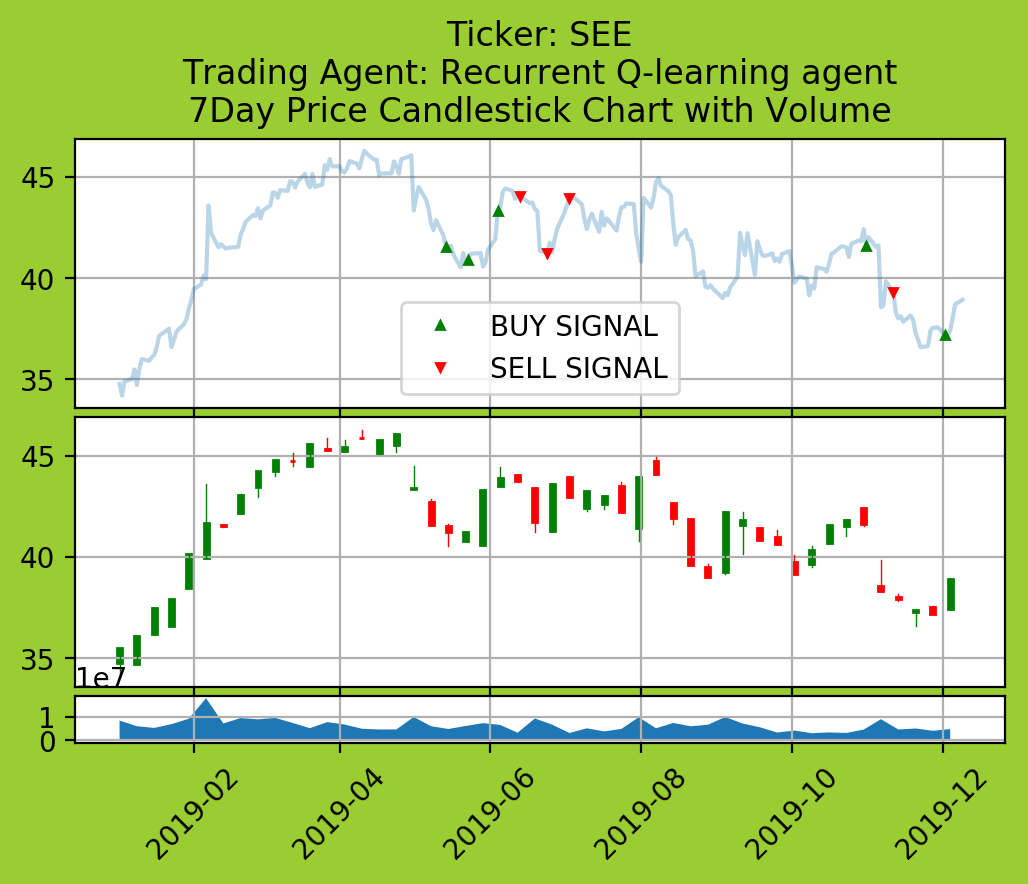 Ticker: SEE
Trading Agent: Recurrent Q-learning agent
7Day Price Candlestick Chart with Volume
45
40
35
BUY SIGNAL
SELL SIGNAL
45
40
35
1e7
1
0
2019-02
2019-04
2019-06
2019-08
2019-10
2019-12